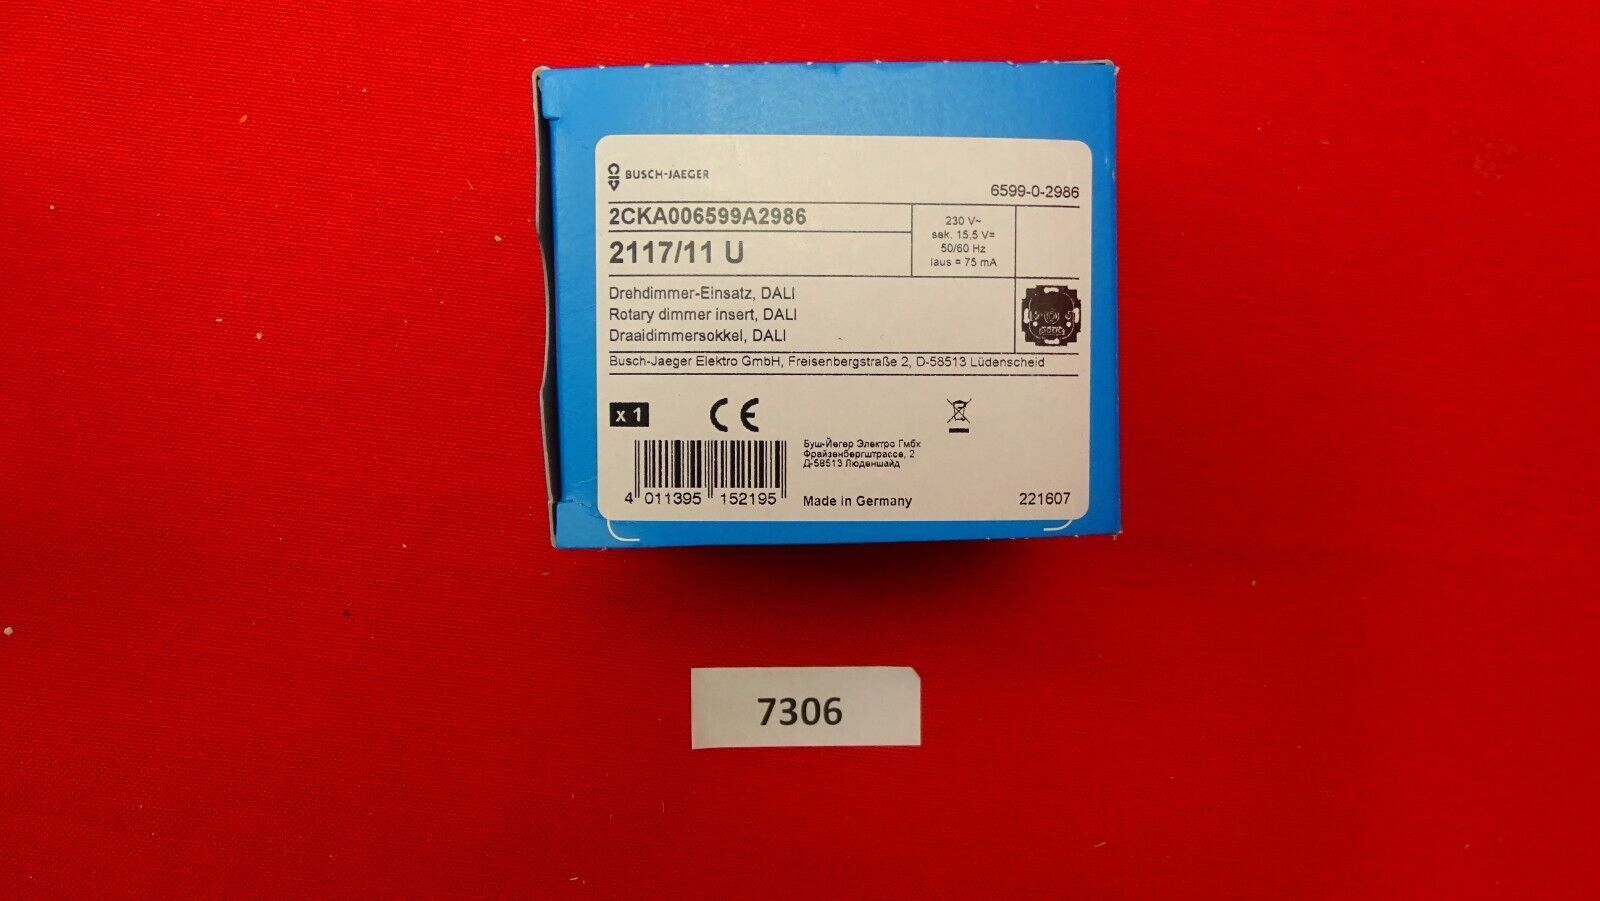 BUSCH-JAEGER
6599-0-2986
2CKA006599A2986
2117/11 U
230 V~
sek. 15,5 V=
50/60 Hz
Iaus = 75 mA
Drehdimmer-Einsatz, DALI
Rotary dimmer insert, DALI
Draaidimmersokkel, DALI
Busch-Jaeger Elektro GmbH, Freisenbergstraße 2, D-58513 Lüdenscheid
x 1
CE
Буш-Йегер Электро Гмбх
Фрайзенбергштрассе, 2
Д-58513 Люденшайд
4 011395 152195
Made in Germany
221607
7306